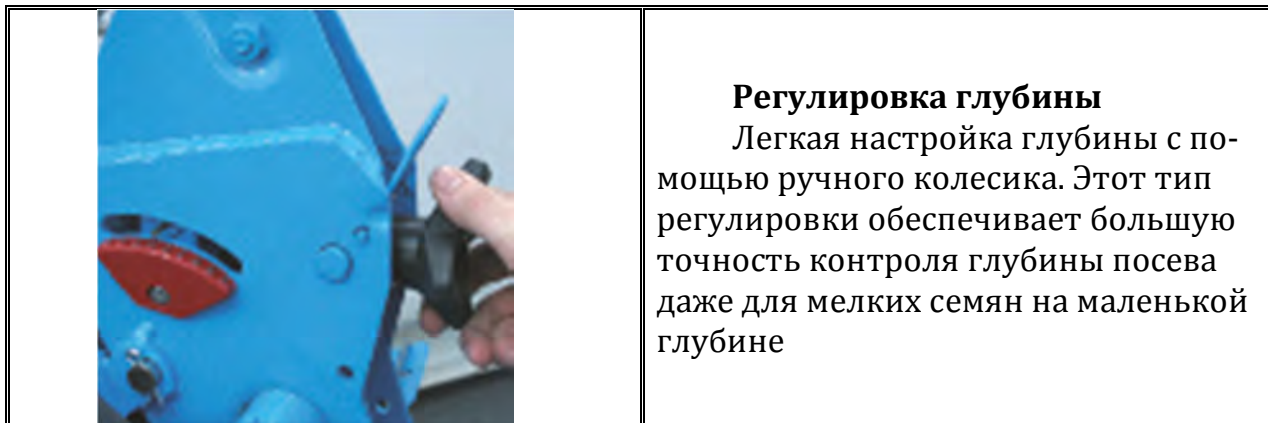 Регулировка глубины
Легкая настройка глубины с по-
мощью ручного колесика. Этот тип
регулировки обеспечивает большую
точность контроля глубины посева
даже для мелких семян на маленькой
глубине